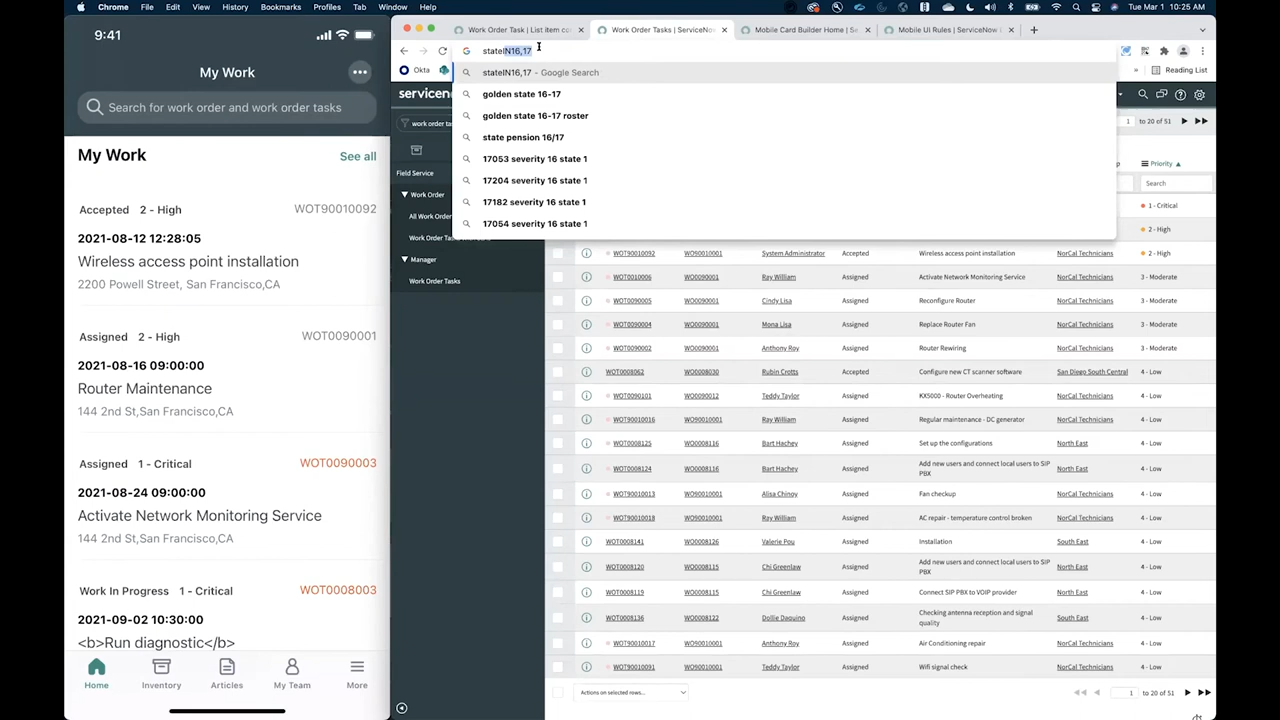 Chrome File Edit View History Bookmarks Profiles Tab Window Help
Tue Mar 1 10:25 AM
9:41
My Work
Search for work order and work order tasks
My Work
See all
Accepted 2 - High
WOT90010092
2021-08-12 12:28:05
Wireless access point installation
2200 Powell Street, San Francisco,CA
Assigned 2 - High
WOT0090001
2021-08-16 09:00:00
Router Maintenance
144 2nd St,San Francisco,CA
Assigned 1 - Critical
WOT0090003
2021-08-24 09:00:00
Activate Network Monitoring Service
144 2nd St,San Francisco,CA
Work In Progress 1 - Critical
WOT0008003
2021-09-02 10:30:00
<b>Run diagnostic</b>
Home Inventory Articles My Team More
Work Order Task | List item co
Work Order Tasks | ServiceNow
Mobile Card Builder Home | Se
Mobile UI Rules | ServiceNow
stateIN16,17
Okta
» Reading List
stateIN16,17 - Google Search
golden state 16-17
golden state 16-17 roster
state pension 16/17
17053 severity 16 state 1
17204 severity 16 state 1
17182 severity 16 state 1
17054 severity 16 state 1
servicen
work order ta
Field Service
Work Order
All Work Order
Work Order Tas
Manager
Work Order Tasks
1 to 20 of 51
Priority
Search
1 - Critical
2 - High
WOT90010092 WO90010001 System Administrator Accepted Wireless access point installation NorCal Technicians 2 - High
WOT0010006 WO0090001 Ray William Assigned Activate Network Monitoring Service NorCal Technicians 3 - Moderate
WOT0090005 WO0090001 Cindy Lisa Assigned Reconfigure Router NorCal Technicians 3 - Moderate
WOT0090004 WO0090001 Mona Lisa Assigned Replace Router Fan NorCal Technicians 3 - Moderate
WOT0090002 WO0090001 Anthony Roy Assigned Router Rewiring NorCal Technicians 3 - Moderate
WOT0008062 WO0008030 Rubin Crotts Accepted Configure new CT scanner software San Diego South Central 4 - Low
WOT0090101 WO0090012 Teddy Taylor Assigned KX5000 - Router Overheating NorCal Technicians 4 - Low
WOT90010016 WO90010001 Ray William Assigned Regular maintenance - DC generator NorCal Technicians 4 - Low
WOT0008125 WO0008116 Bart Hachey Assigned Set up the configurations North East 4 - Low
WOT0008124 WO0008116 Bart Hachey Assigned Add new users and connect local users to SIP PBX North East 4 - Low
WOT90010013 WO90010001 Alisa Chinoy Assigned Fan checkup NorCal Technicians 4 - Low
WOT90010018 WO90010001 Ray William Assigned AC repair - temperature control broken NorCal Technicians 4 - Low
WOT0008141 WO0008126 Valerie Pou Assigned Installation South East 4 - Low
WOT0008120 WO0008115 Chi Greenlaw Assigned Add new users and connect local users to SIP PBX North East 4 - Low
WOT0008119 WO0008115 Chi Greenlaw Assigned Connect SIP PBX to VOIP provider North East 4 - Low
WOT0008136 WO0008122 Dollie Daquino Assigned Checking antenna reception and signal quality South East 4 - Low
WOT90010017 WO90010001 Anthony Roy Assigned Air Conditioning repair NorCal Technicians 4 - Low
WOT90010091 WO90010001 Teddy Taylor Assigned Wifi signal check NorCal Technicians 4 - Low
Actions on selected rows...
1 to 20 of 51